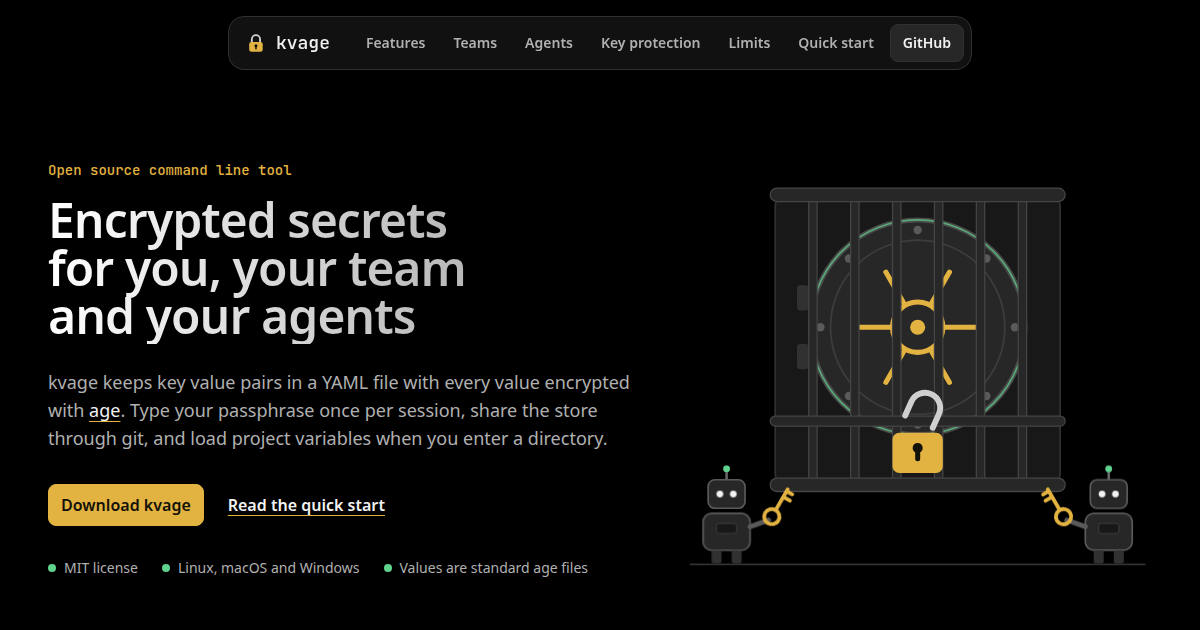 kvage
Features
Teams
Agents
Key protection
Limits
Quick start
GitHub
Open source command line tool
Encrypted secrets
for you, your team
and your agents
kvage keeps key value pairs in a YAML file with every value encrypted
with age. Type your passphrase once per session, share the store
through git, and load project variables when you enter a directory.
Download kvage
Read the quick start
MIT license
Linux, macOS and Windows
Values are standard age files